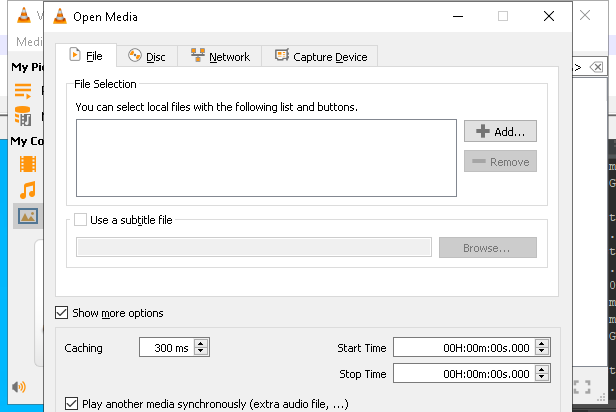 Open Media
Medi
File
Disc
Network
Capture Device
My Pi
My Co
File Selection
You can select local files with the following list and buttons.
Add...
Remove
Use a subtitle file
Browse...
Show more options
Caching
300 ms
Start Time
00H:00m:00s.000
Stop Time
00H:00m:00s.000
Play another media synchronously (extra audio file, ...)